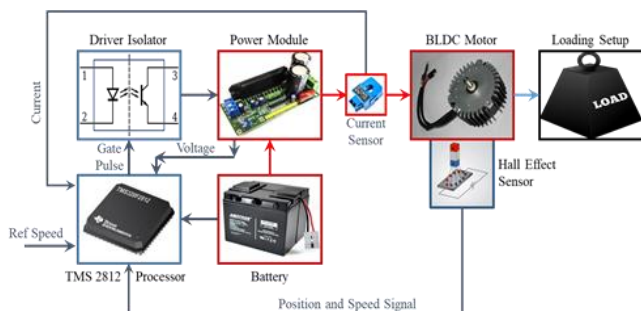 Driver Isolator
Power Module
BLDC Motor
Loading Setup
Current
1
3
2
4
LOAD
Current
Sensor
Gate
Pulse
Voltage
Hall Effect
Sensor
TMS320F2812
Ref Speed
TMS 2812 Processor
Battery
Position and Speed Signal